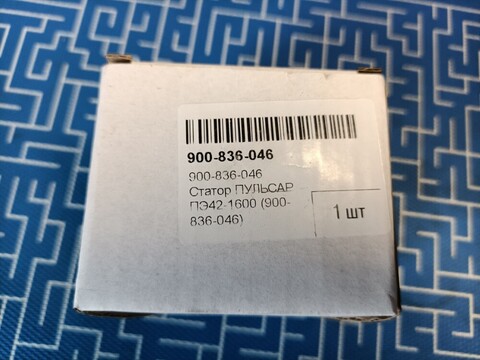 900-836-046
900-836-046
Статор ПУЛЬСАР
ПЭ42-1600 (900-
836-046)
1 шт